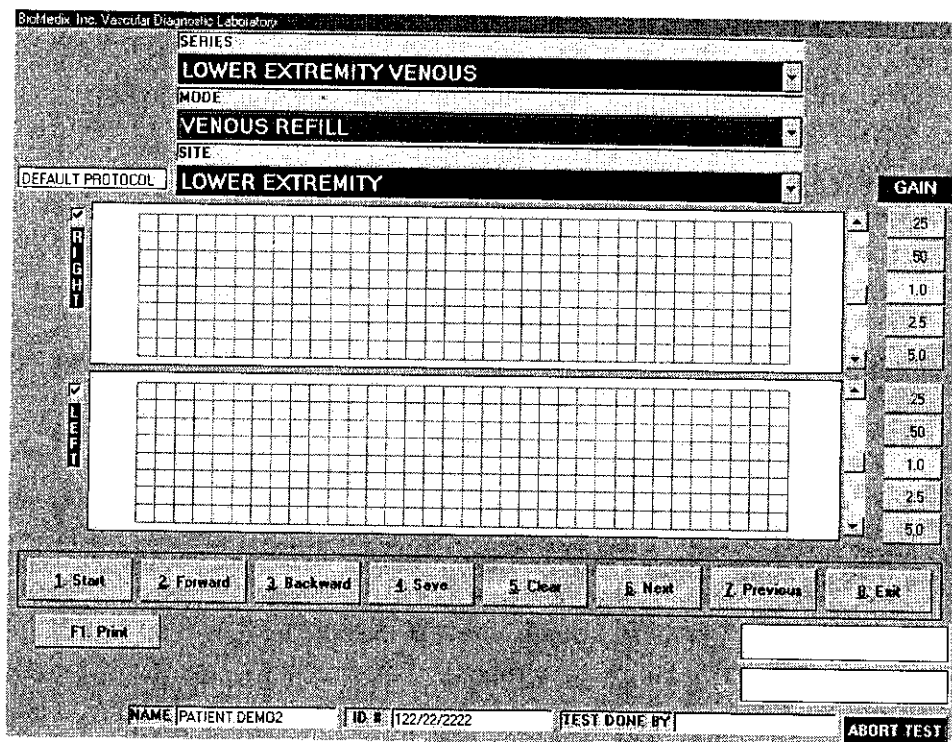 BioMedix, Inc. Vascular Diagnostic Laboratory
SERIES
LOWER EXTREMITY VENOUS
MODE
VENOUS REFILL
SITE
DEFAULT PROTOCOL
LOWER EXTREMITY
GAIN
RIGHT
.25
.50
1.0
2.5
5.0
LEFT
.25
.50
1.0
2.5
5.0
1. Start
2. Forward
3. Backward
4. Save
5. Clear
6. Next
7. Previous
8. Exit
F1. Print
NAME PATIENT.DEMO2 ID # 122/22/2222 TEST DONE BY
ABORT TEST